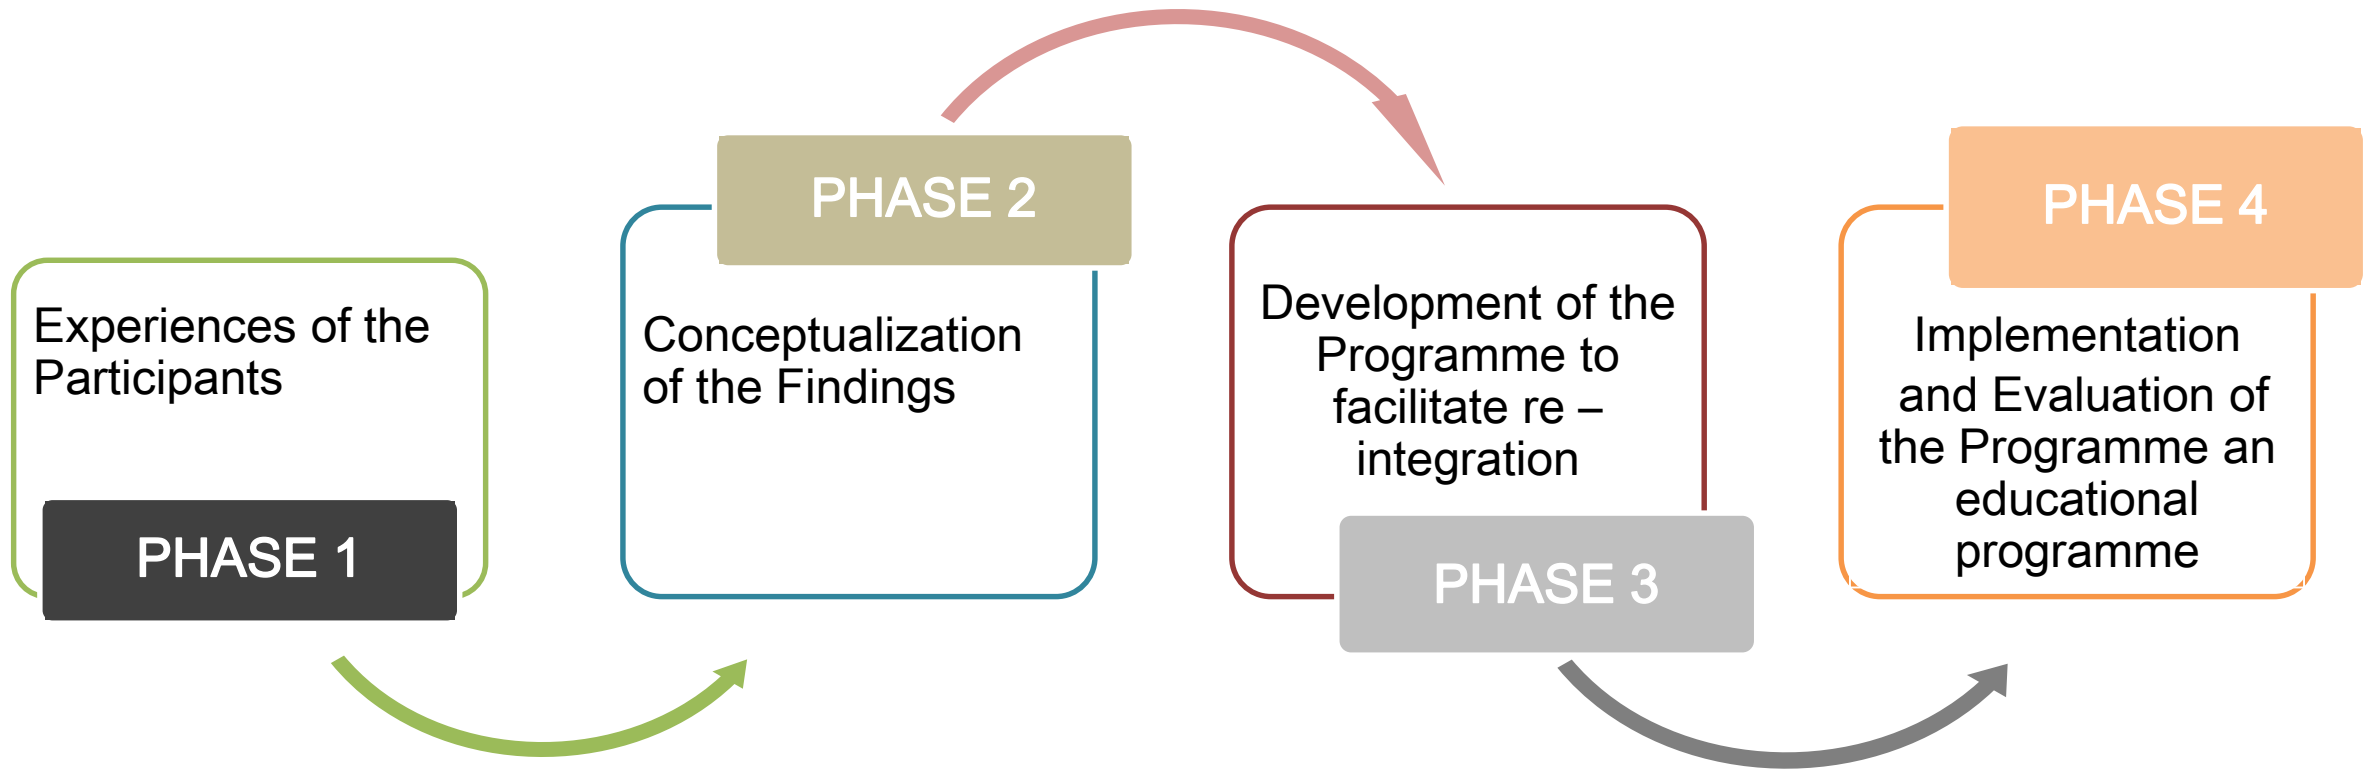 Experiences of the
Participants
PHASE 1
PHASE 2
Conceptualization
of the Findings
Development of the
Programme to
facilitate re –
integration
PHASE 3
PHASE 4
Implementation
and Evaluation of
the Programme an
educational
programme